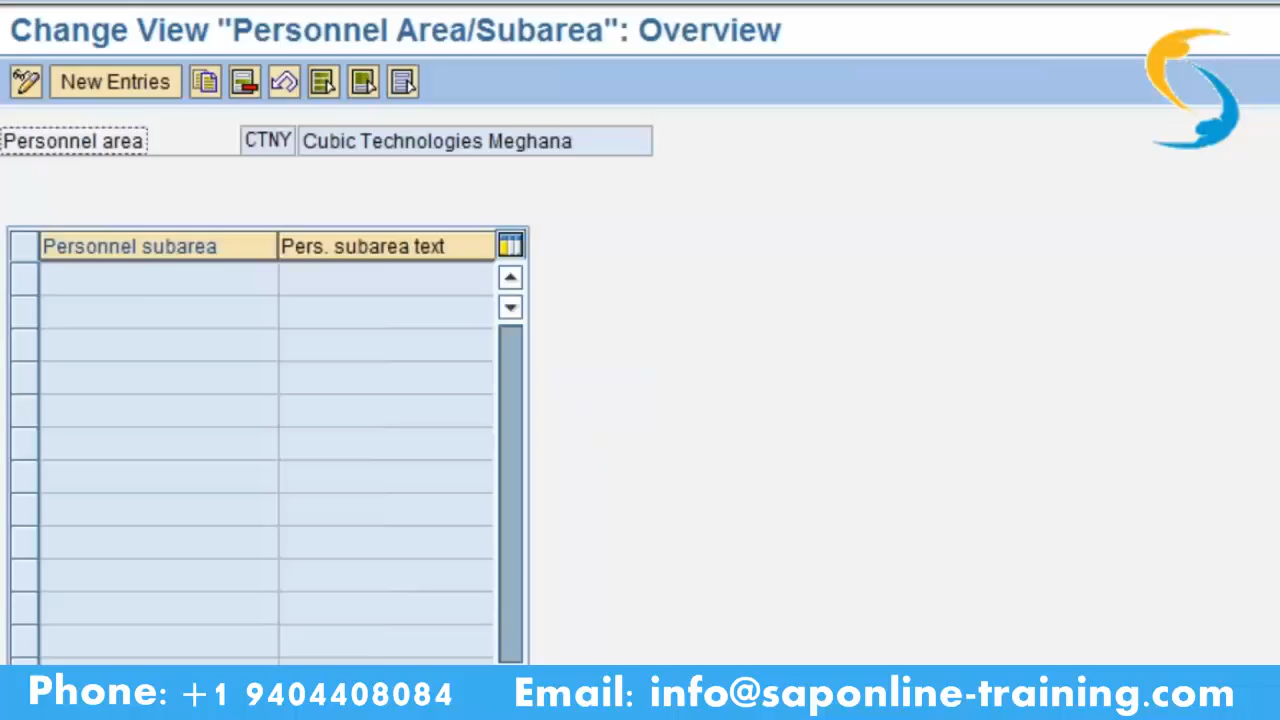 Change View "Personnel Area/Subarea": Overview
New Entries
Personnel area CTNY Cubic Technologies Meghana
Personnel subarea Pers. subarea text
Phone: +1 9404408084 Email: info@saponline-training.com